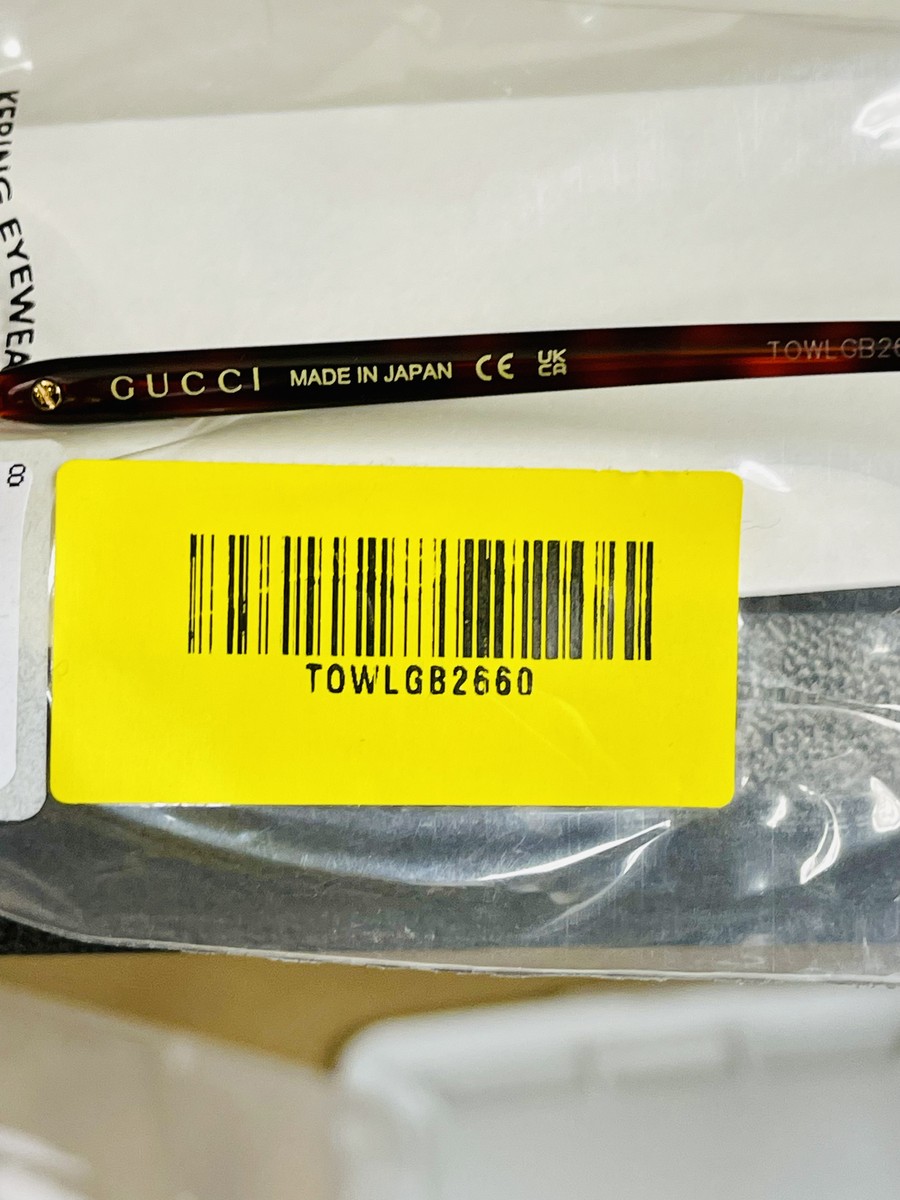 KERING EYEWEA
GUCCI MADE IN JAPAN CE UK CA TOWLGB26
8
TOWLGB2660